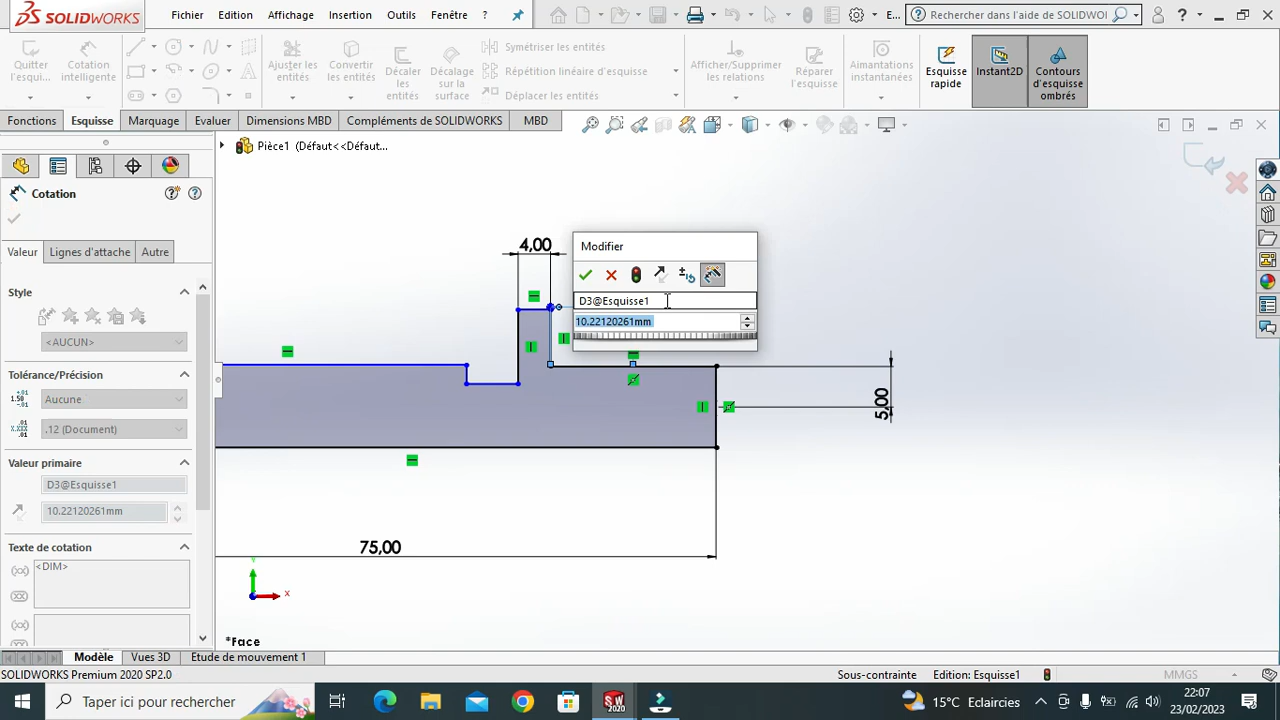 SOLIDWORKS
Fichier Edition Affichage Insertion Outils Fenêtre ?
E...
Rechercher dans l'aide de SOLIDWOI
?
Quitter l'esqui...
Cotation intelligente
Ajuster les entités
Convertir les entités
Décaler les entités
Décalage sur la surface
Symétriser les entités
Répétition linéaire d'esquisse
Déplacer les entités
Afficher/Supprimer les relations
Réparer l'esquisse
Aimantations instantanées
Esquisse rapide
Instant2D
Contours d'esquisse ombrés
Fonctions Esquisse Marquage Evaluer Dimensions MBD Compléments de SOLIDWORKS MBD
Pièce1 (Défaut<<Défaut...
Cotation
Valeur Lignes d'attache Autre
Style
<AUCUN>
Tolérance/Précision
Aucune
.12 (Document)
Valeur primaire
D3@Esquisse1
10.22120261mm
Texte de cotation
<DIM>
4,00
Modifier
D3@Esquisse1
10.22120261mm
5,00
75,00
Y
X
*Face
Modèle Vues 3D Etude de mouvement 1
SOLIDWORKS Premium 2020 SP2.0
Sous-contrainte
Edition: Esquisse1
MMGS
Taper ici pour rechercher
SW 2020
15°C Eclaircies
22:07
23/02/2023